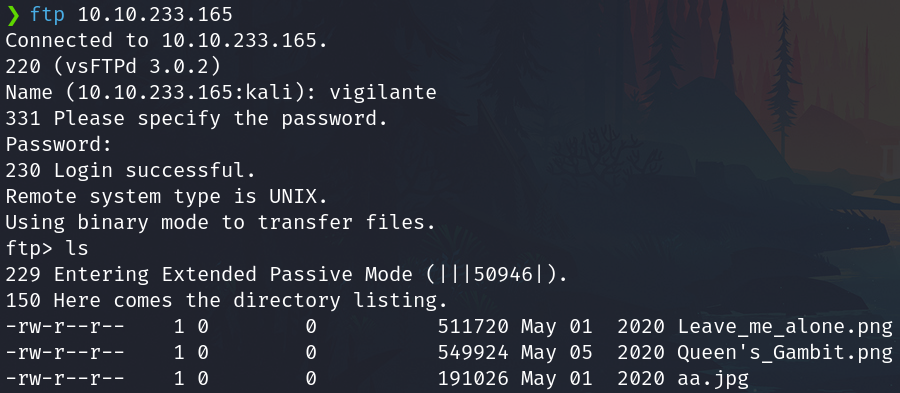 ❯ ftp 10.10.233.165
Connected to 10.10.233.165.
220 (vsFTPd 3.0.2)
Name (10.10.233.165:kali): vigilante
331 Please specify the password.
Password:
230 Login successful.
Remote system type is UNIX.
Using binary mode to transfer files.
ftp> ls
229 Entering Extended Passive Mode (|||50946|).
150 Here comes the directory listing.
-rw-r--r--    1 0        0          511720 May 01  2020 Leave_me_alone.png
-rw-r--r--    1 0        0          549924 May 05  2020 Queen's_Gambit.png
-rw-r--r--    1 0        0          191026 May 01  2020 aa.jpg